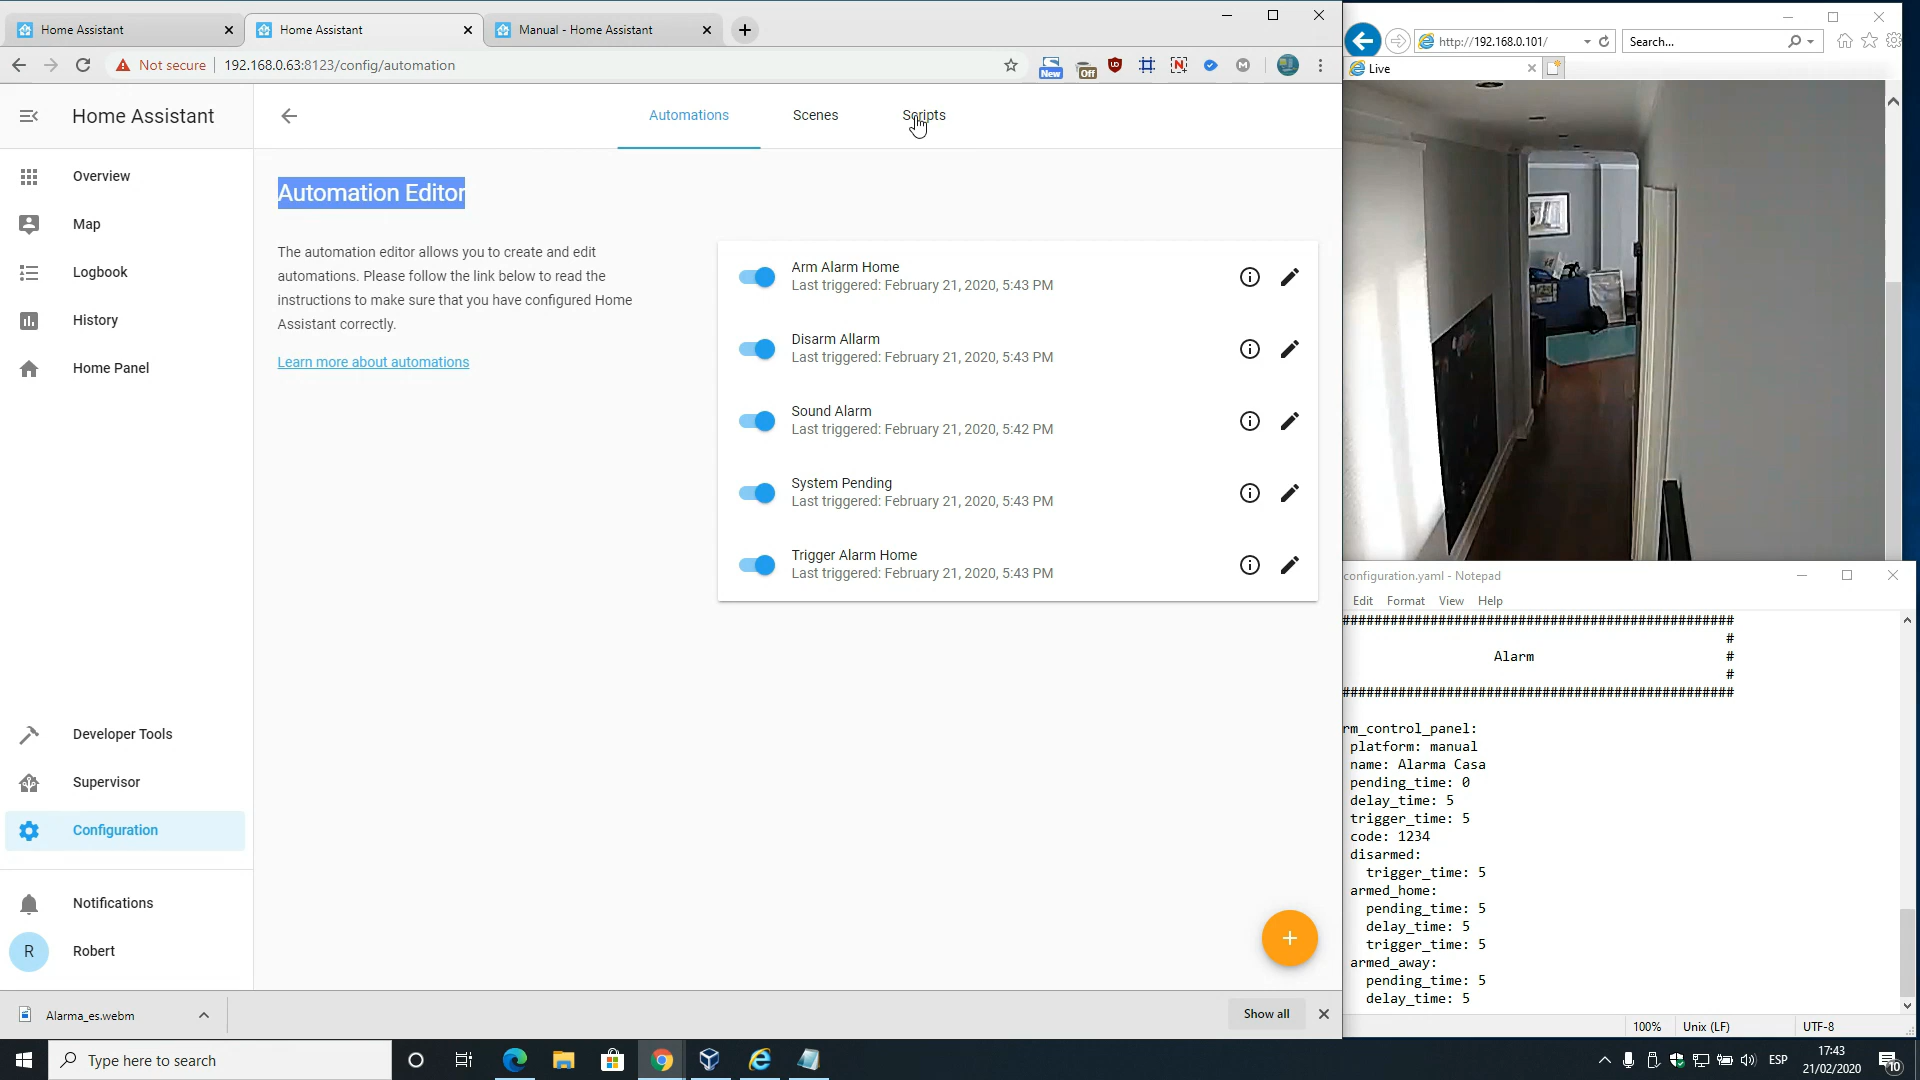 Home Assistant
Home Assistant
Manual - Home Assistant
Not secure
192.168.0.63:8123/config/automation
New
Off
Home Assistant
Automations
Scenes
Scripts
Overview
Map
Logbook
History
Home Panel
Developer Tools
Supervisor
Configuration
Notifications
R
Robert
Automation Editor
The automation editor allows you to create and edit
automations. Please follow the link below to read the
instructions to make sure that you have configured Home
Assistant correctly.
Learn more about automations
Arm Alarm Home
Last triggered: February 21, 2020, 5:43 PM
Disarm Allarm
Last triggered: February 21, 2020, 5:43 PM
Sound Alarm
Last triggered: February 21, 2020, 5:42 PM
System Pending
Last triggered: February 21, 2020, 5:43 PM
Trigger Alarm Home
Last triggered: February 21, 2020, 5:43 PM
Alarma_es.webm
Show all
http://192.168.0.101/
Search...
Live
configuration.yaml - Notepad
Edit Format View Help
#################################################
#
Alarm #
#
#################################################
rm_control_panel:
platform: manual
name: Alarma Casa
pending_time: 0
delay_time: 5
trigger_time: 5
code: 1234
disarmed:
trigger_time: 5
armed_home:
pending_time: 5
delay_time: 5
trigger_time: 5
armed_away:
pending_time: 5
delay_time: 5
100%
Unix (LF)
UTF-8
Type here to search
ESP
17:43
21/02/2020
10